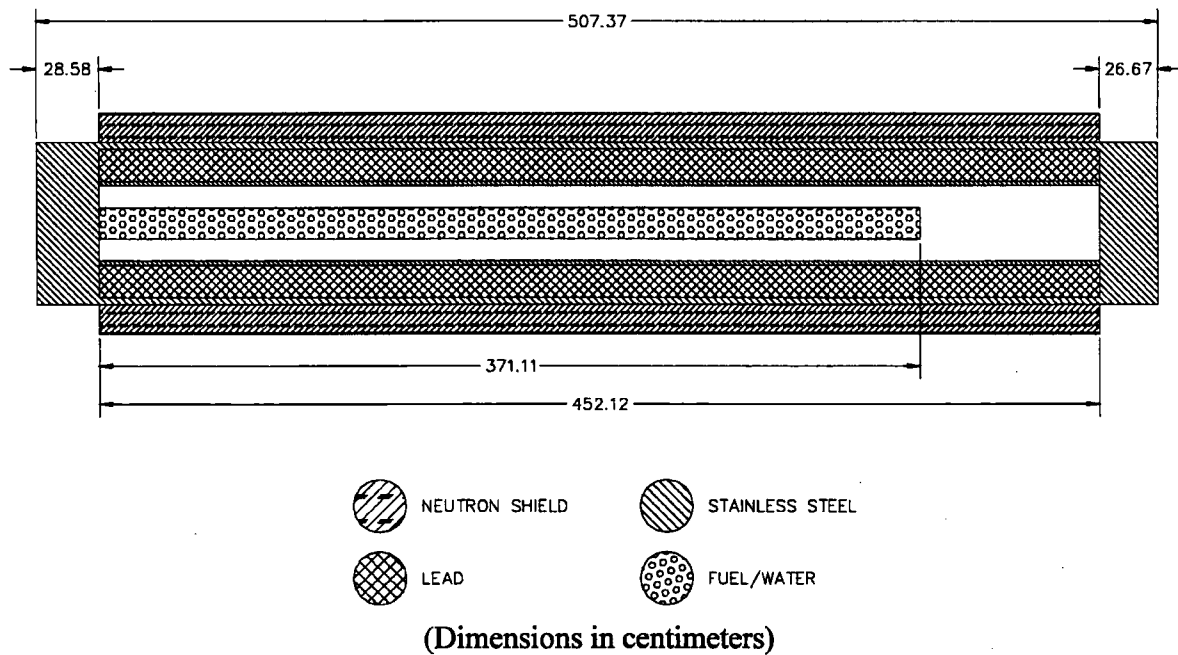 507.37
28.58
26.67
371.11
452.12
NEUTRON SHIELD
STAINLESS STEEL
LEAD
FUEL/WATER
(Dimensions in centimeters)